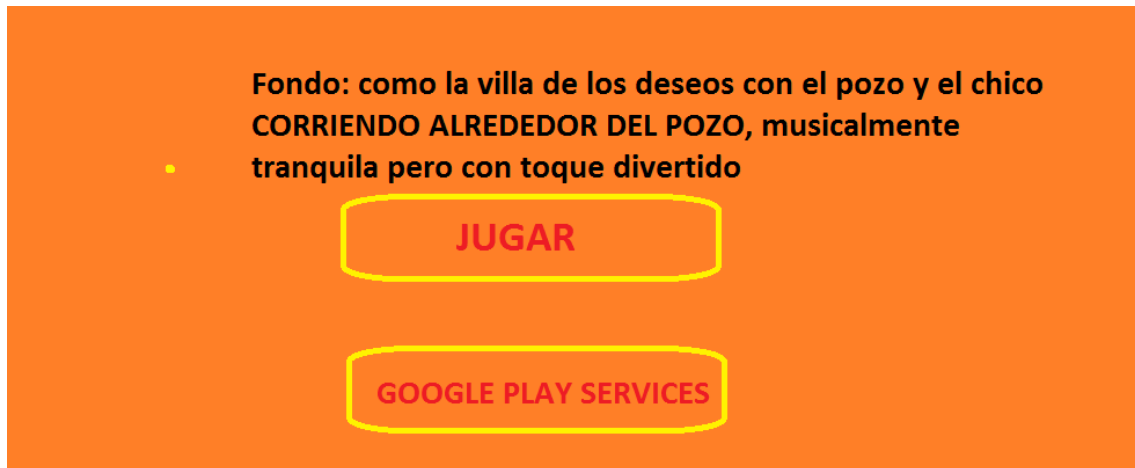 Fondo: como la villa de los deseos con el pozo y el chico
CORRIENDO ALREDEDOR DEL POZO, musicalmente
tranquila pero con toque divertido
JUGAR
GOOGLE PLAY SERVICES